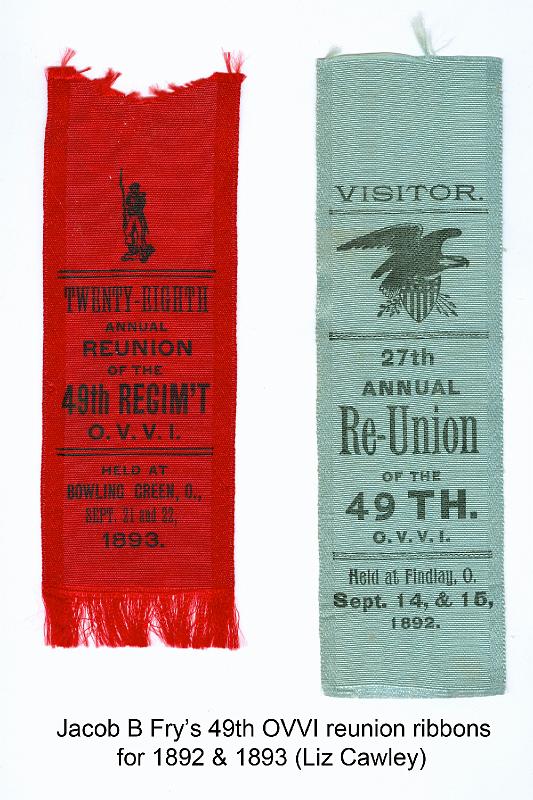 TWENTY-EIGHTH
ANNUAL
REUNION
OF THE
49th REGIM'T
O. V. V. I.
HELD AT
BOWLING GREEN, O.,
SEPT. 21 and 22,
1893.
VISITOR.
27th
ANNUAL
Re-Union
OF THE
49 TH.
O. V. V. I.
Held at Findlay, O.
Sept. 14, & 15,
1892.
Jacob B Fry's 49th OVVI reunion ribbons
for 1892 & 1893 (Liz Cawley)